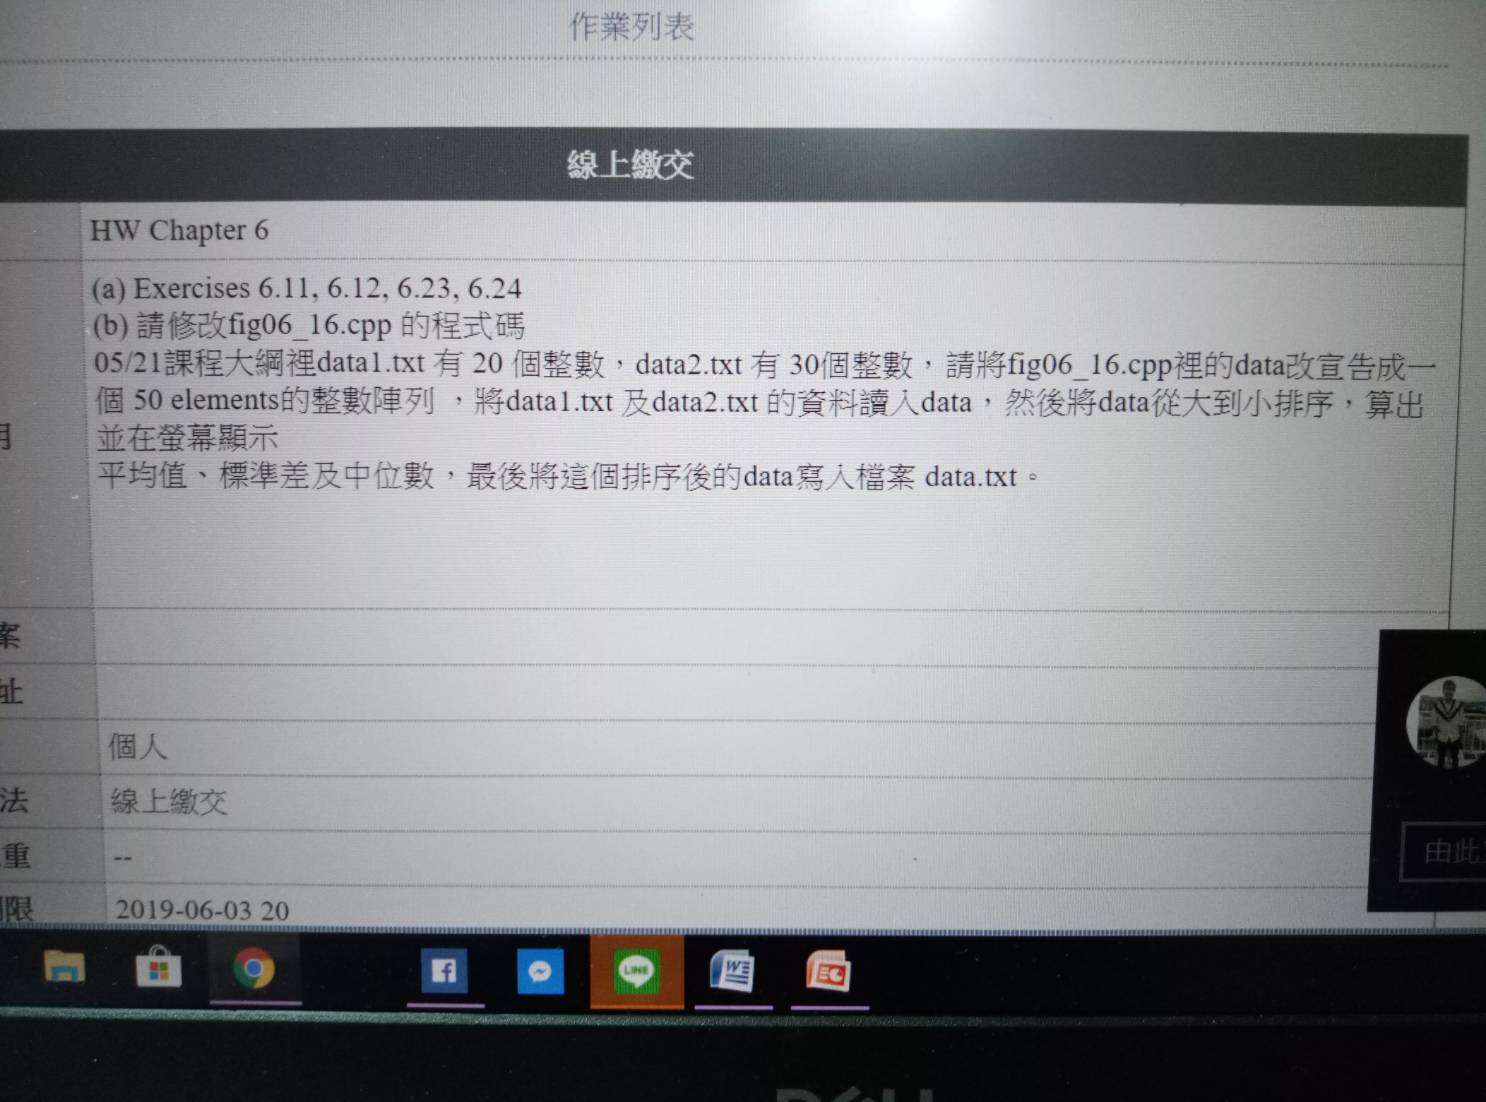 作業列表
線上繳交
HW Chapter 6
(a) Exercises 6.11, 6.12, 6.23, 6.24
(b) 請修改fig06_16.cpp 的程式碼
05/21課程大綱裡data1.txt 有 20 個整數，data2.txt 有 30個整數，請將fig06_16.cpp裡的data改宣告成一
個 50 elements的整數陣列 ，將data1.txt 及data2.txt 的資料讀入data，然後將data從大到小排序，算出
並在螢幕顯示
平均值、標準差及中位數，最後將這個排序後的data寫入檔案 data.txt。
案
址
個人
法
線上繳交
重
--
限
2019-06-03 20
由此
LINE